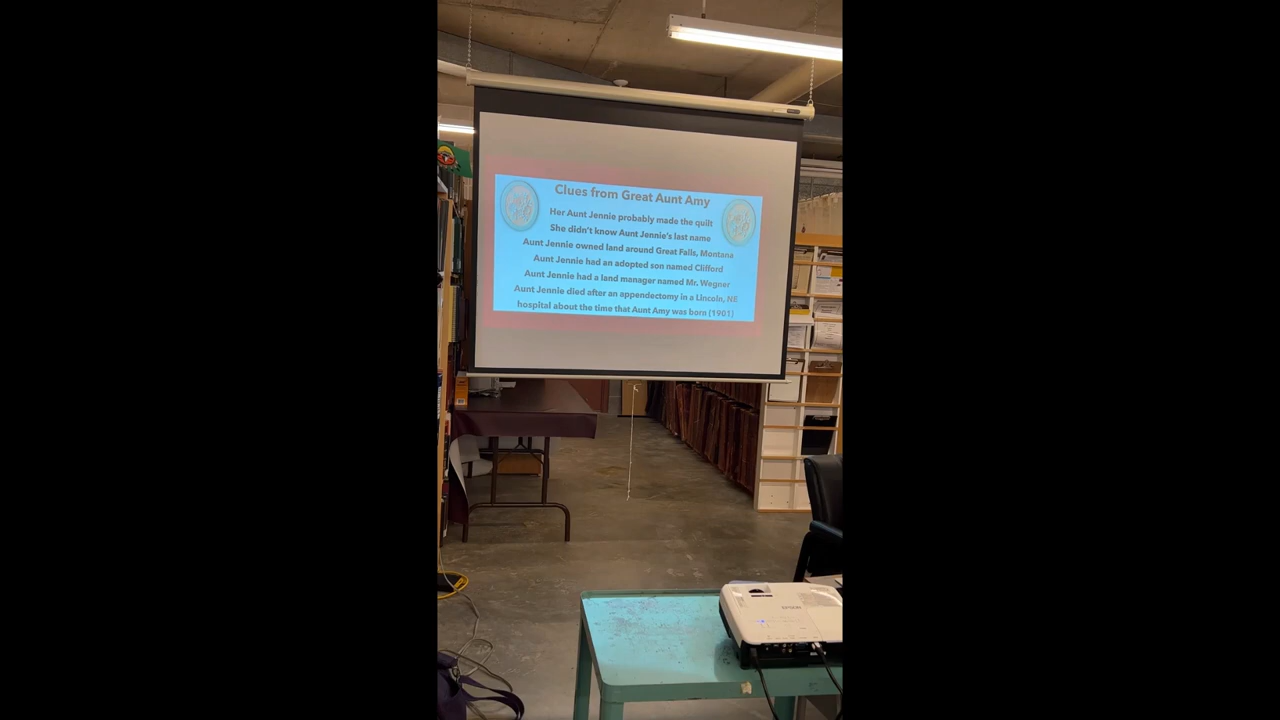 Clues from Great Aunt Amy
Her Aunt Jennie probably made the quilt
She didn't know Aunt Jennie's last name
Aunt Jennie owned land around Great Falls, Montana
Aunt Jennie had an adopted son named Clifford
Aunt Jennie had a land manager named Mr. Wegner
Aunt Jennie died after an appendectomy in a Lincoln, NE
hospital about the time that Aunt Amy was born (1901)
EPSON